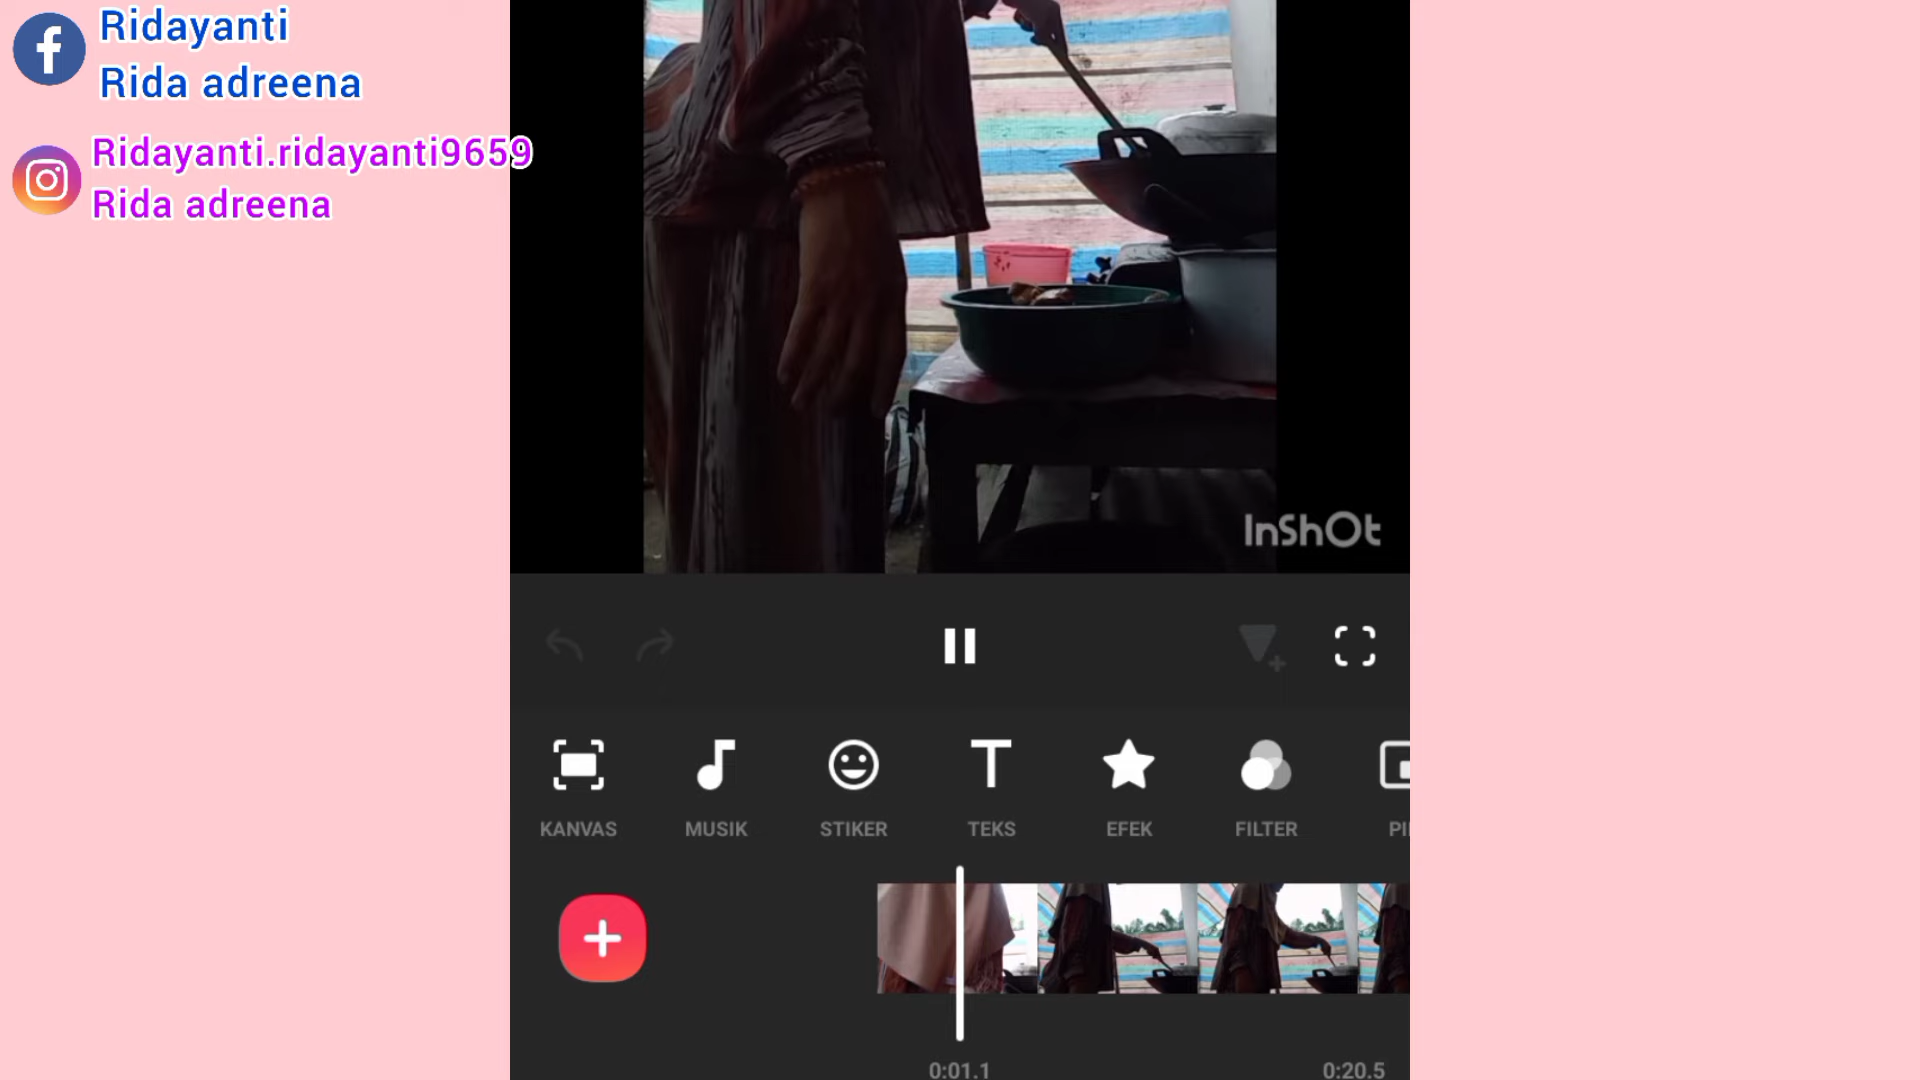 Ridayanti
Rida adreena
Ridayanti.ridayanti9659
Rida adreena
InShOt
KANVAS
MUSIK
STIKER
TEKS
EFEK
FILTER
0:01.1
0:20.5